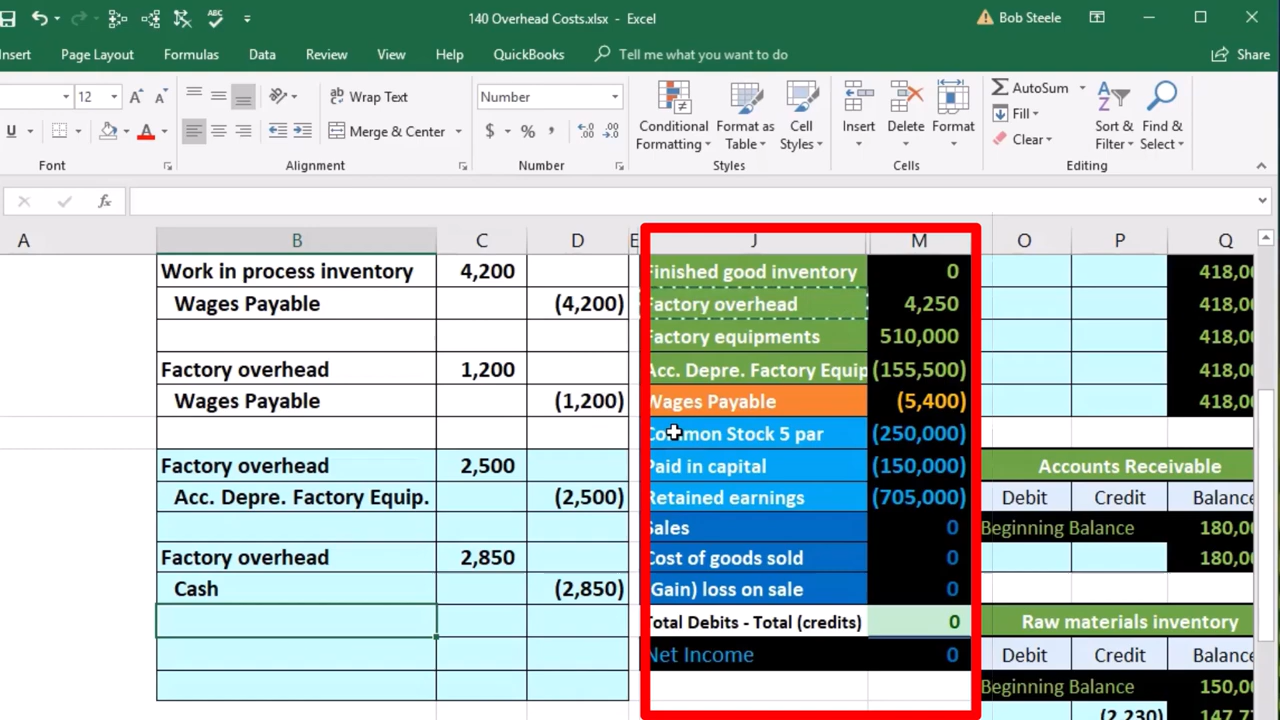 140 Overhead Costs.xlsx - Excel
Bob Steele
nsert Page Layout Formulas Data Review View Help QuickBooks Tell me what you want to do Share
12 A A Wrap Text Number AutoSum
Conditional Formatting Format as Table Cell Styles Insert Delete Format Fill Sort & Filter Find & Select
U A Merge & Center $ % , Clear
Font Alignment Number Styles Cells Editing
fx
A B C D E J M O P Q
Work in process inventory 4,200 Finished good inventory 0 418,00
Wages Payable (4,200) Factory overhead 4,250 418,00
Factory equipments 510,000 418,00
Factory overhead 1,200 Acc. Depre. Factory Equip (155,500) 418,00
Wages Payable (1,200) Wages Payable (5,400) 418,00
Common Stock 5 par (250,000)
Factory overhead 2,500 Paid in capital (150,000) Accounts Receivable
Acc. Depre. Factory Equip. (2,500) Retained earnings (705,000) Debit Credit Balance
Sales 0 Beginning Balance 180,00
Factory overhead 2,850 Cost of goods sold 0 180,00
Cash (2,850) (Gain) loss on sale 0
Total Debits - Total (credits) 0 Raw materials inventory
Net Income 0 Debit Credit Balance
Beginning Balance 150,00
(2,230) 147,77